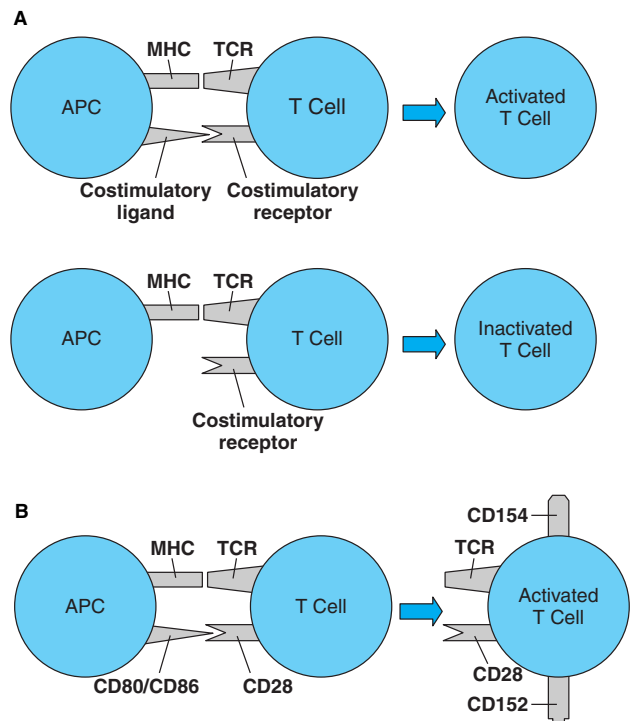 A
MHC TCR
APC
T Cell
Activated
T Cell
Costimulatory
ligand
Costimulatory
receptor
MHC TCR
APC
T Cell
Inactivated
T Cell
Costimulatory
receptor
B
CD154
MHC TCR
TCR
APC
T Cell
Activated
T Cell
CD80/CD86
CD28
CD28
CD152